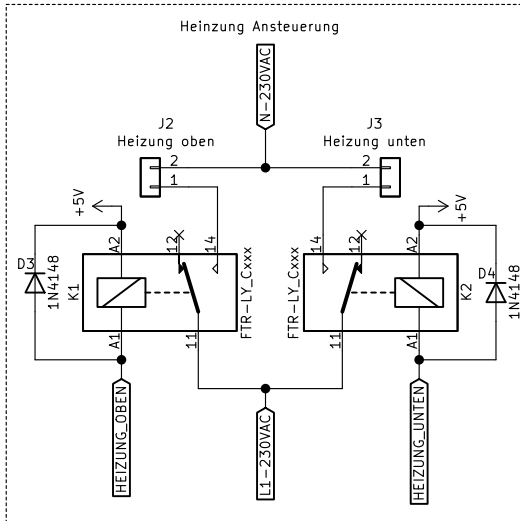 Heinzung Ansteuerung
N-230VAC
J2
Heizung oben
J3
Heizung unten
2
1
2
1
+5V
+5V
A2
12
14
14
12
A2
D3
1N4148
K1
FTR-LY_Cxxx
FTR-LY_Cxxx
K2
D4
1N4148
A1
11
11
A1
HEIZUNG_OBEN
L1-230VAC
HEIZUNG_UNTEN